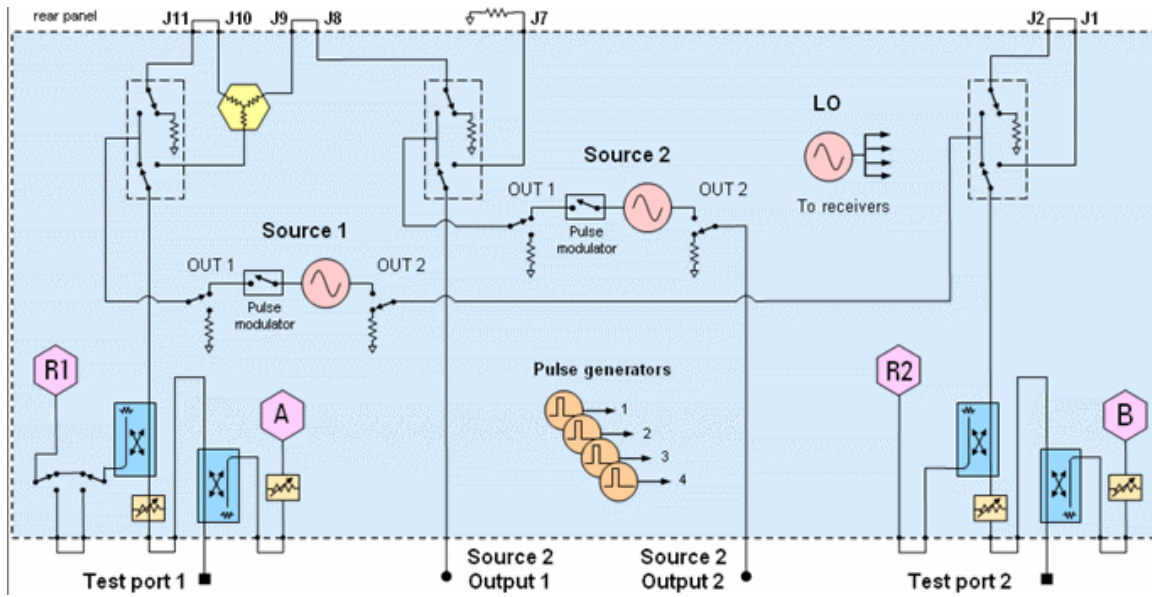 rear panel
J11
J10
J9
J8
J7
J2
J1
LO
To receivers
Source 2
OUT 1
OUT 2
Pulse
modulator
Source 1
OUT 1
OUT 2
Pulse
modulator
R1
A
Pulse generators
1
2
3
4
R2
B
Test port 1
Source 2
Output 1
Source 2
Output 2
Test port 2